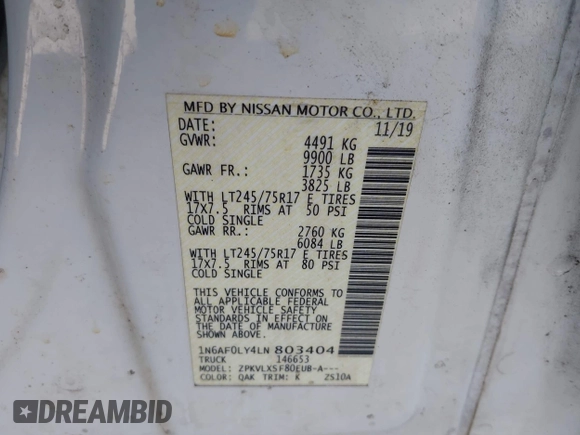 MFD BY NISSAN MOTOR CO., LTD.
DATE: 11/19
GVWR: 4491 KG
9900 LB
GAWR FR.: 1735 KG
3825 LB
WITH LT245/75R17 E TIRES
17X7.5 RIMS AT 50 PSI
COLD SINGLE
GAWR RR.: 2760 KG
6084 LB
WITH LT245/75R17 E TIRES
17X7.5 RIMS AT 80 PSI
COLD SINGLE
THIS VEHICLE CONFORMS TO
ALL APPLICABLE FEDERAL
MOTOR VEHICLE SAFETY
STANDARDS IN EFFECT ON THE
DATE OF MANUFACTURE
SHOWN ABOVE.
1N6AF0LY4LN 803404
TRUCK 146653
MODEL: ZPKVLXSF80EUB-A---
COLOR: QAK TRIM: K ZS10A
DREAMBID